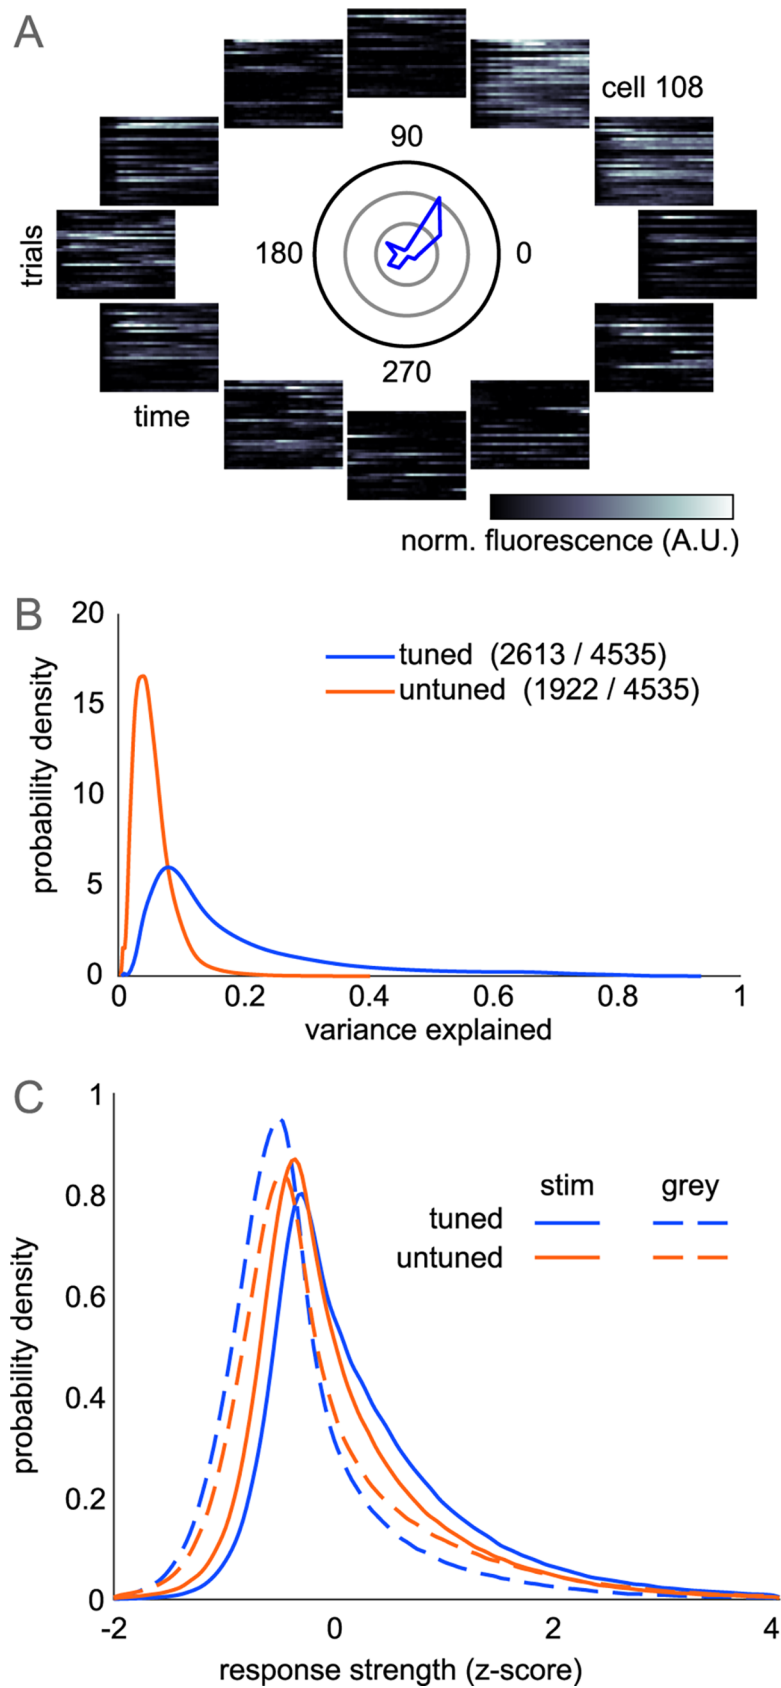 A
cell 108
90
trials
180
0
270
time
norm. fluorescence (A.U.)
B
20
15
10
5
0
probability density
tuned (2613 / 4535)
untuned (1922 / 4535)
0
0.2
0.4
0.6
0.8
1
variance explained
C
1
0.8
0.6
0.4
0.2
0
probability density
stim grey
tuned
untuned
-2
0
2
4
response strength (z-score)